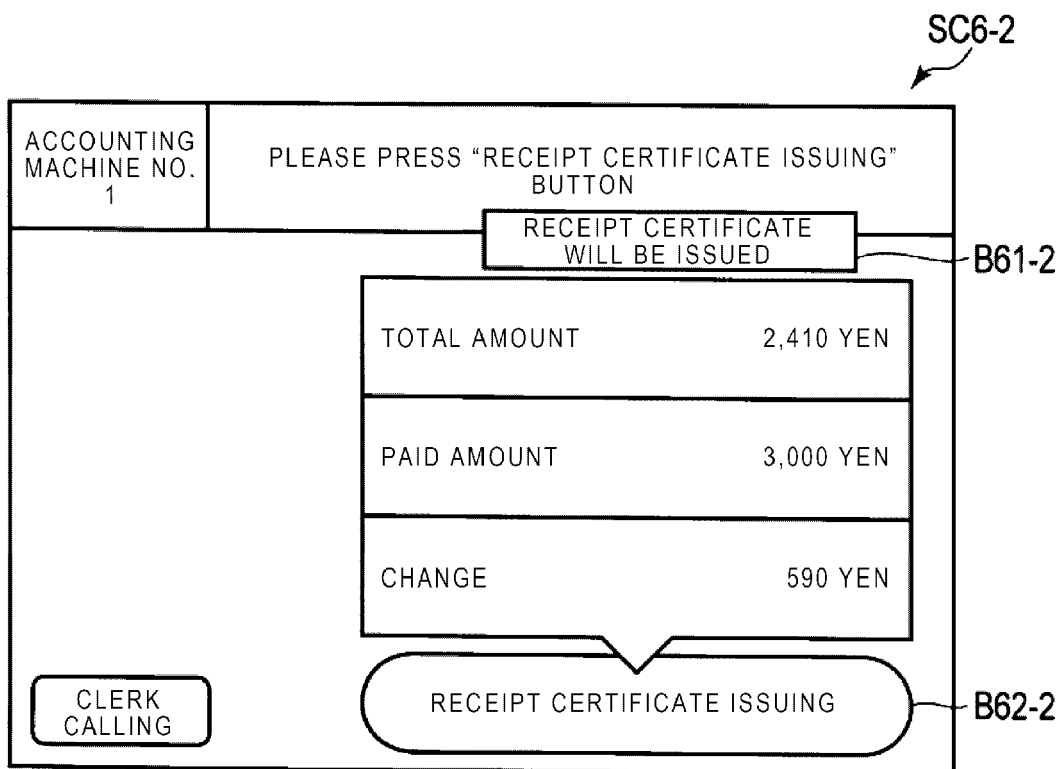 SC6-2
ACCOUNTING
MACHINE NO.
1
PLEASE PRESS “RECEIPT CERTIFICATE ISSUING”
BUTTON
RECEIPT CERTIFICATE
WILL BE ISSUED
B61-2
TOTAL AMOUNT 2,410 YEN
PAID AMOUNT 3,000 YEN
CHANGE 590 YEN
CLERK
CALLING
RECEIPT CERTIFICATE ISSUING
B62-2